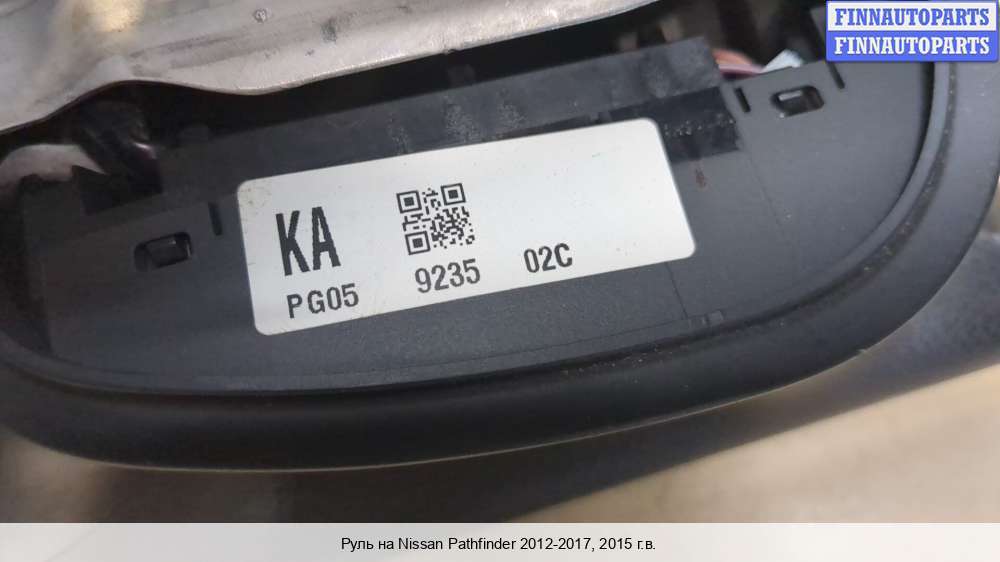 FINNAUTOPARTS
FINNAUTOPARTS
KA
PG05 9235 02C
Руль на Nissan Pathfinder 2012-2017, 2015 г.в.